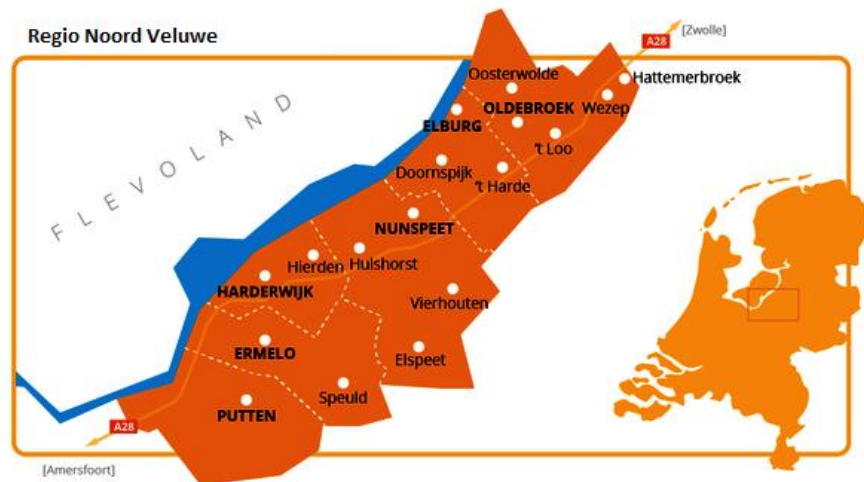 Regio Noord Veluwe
[Zwolle]
A28
Oosterwolde
Hattemerbroek
OLDEBROEK
Wezep
ELBURG
't Loo
FLEVOLAND
Doornspijk
't Harde
NUNSPEET
Hierden
Hulshorst
HARDERWIJK
Vierhouten
ERMELO
Elspeet
Speuld
PUTTEN
A28
[Amersfoort]